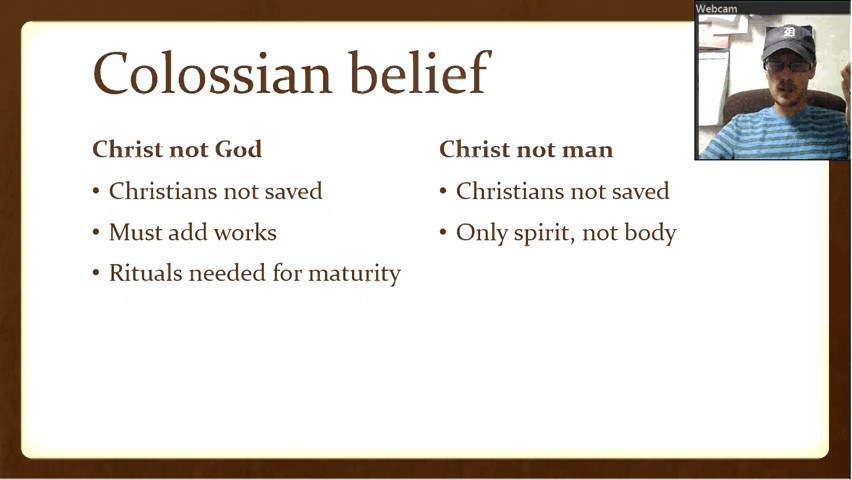 Webcam
Colossian belief
Christ not God
• Christians not saved
• Must add works
• Rituals needed for maturity
Christ not man
• Christians not saved
• Only spirit, not body